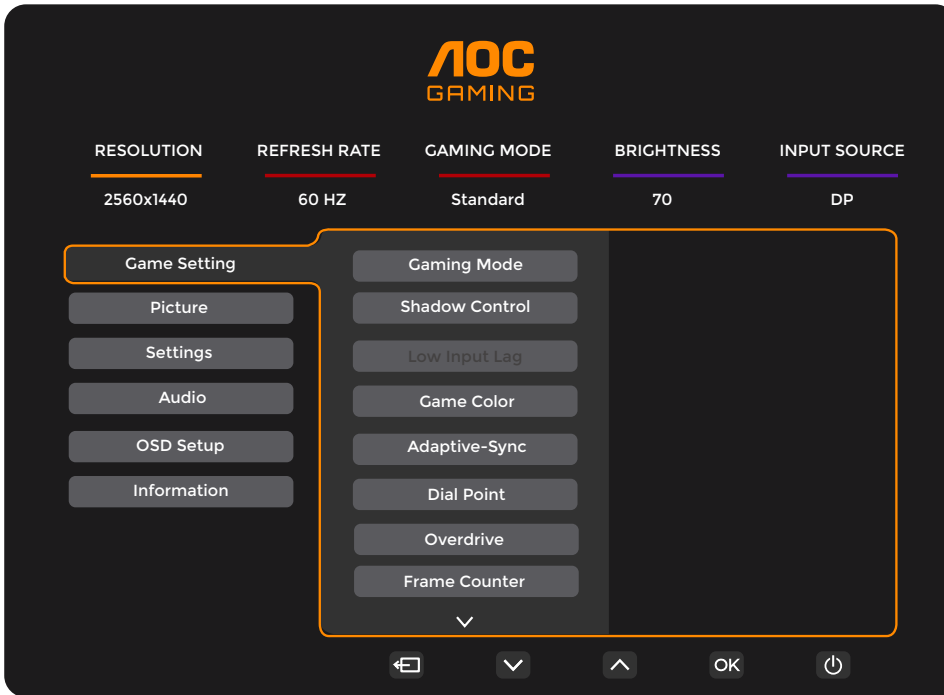 AOC
GAMING
RESOLUTION REFRESH RATE GAMING MODE BRIGHTNESS INPUT SOURCE
2560x1440 60 HZ Standard 70 DP
Game Setting
Picture
Settings
Audio
OSD Setup
Information
Gaming Mode
Shadow Control
Low Input Lag
Game Color
Adaptive-Sync
Dial Point
Overdrive
Frame Counter
OK